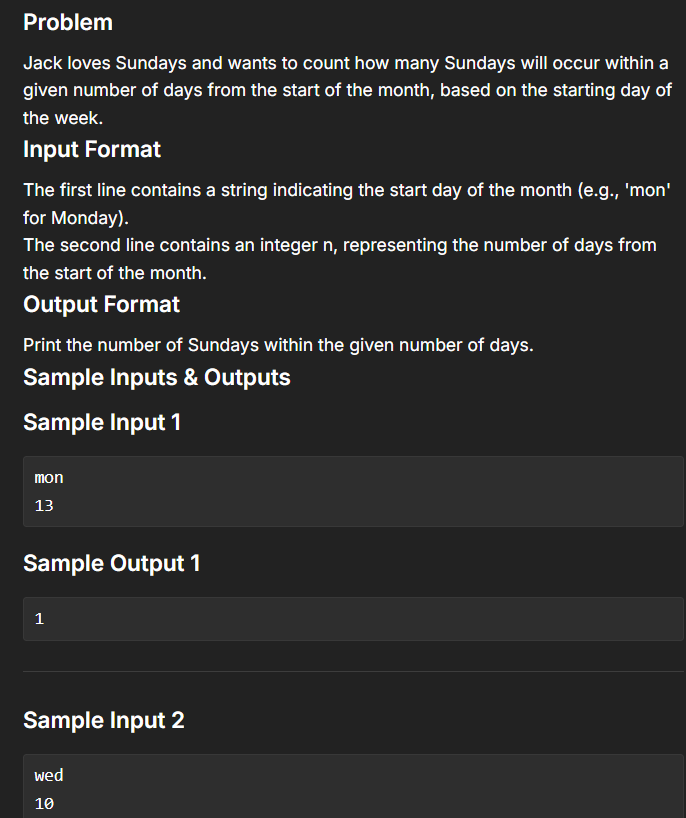 Problem
Jack loves Sundays and wants to count how many Sundays will occur within a
given number of days from the start of the month, based on the starting day of
the week.
Input Format
The first line contains a string indicating the start day of the month (e.g., 'mon'
for Monday).
The second line contains an integer n, representing the number of days from
the start of the month.
Output Format
Print the number of Sundays within the given number of days.
Sample Inputs & Outputs
Sample Input 1
mon
13
Sample Output 1
1
Sample Input 2
wed
10